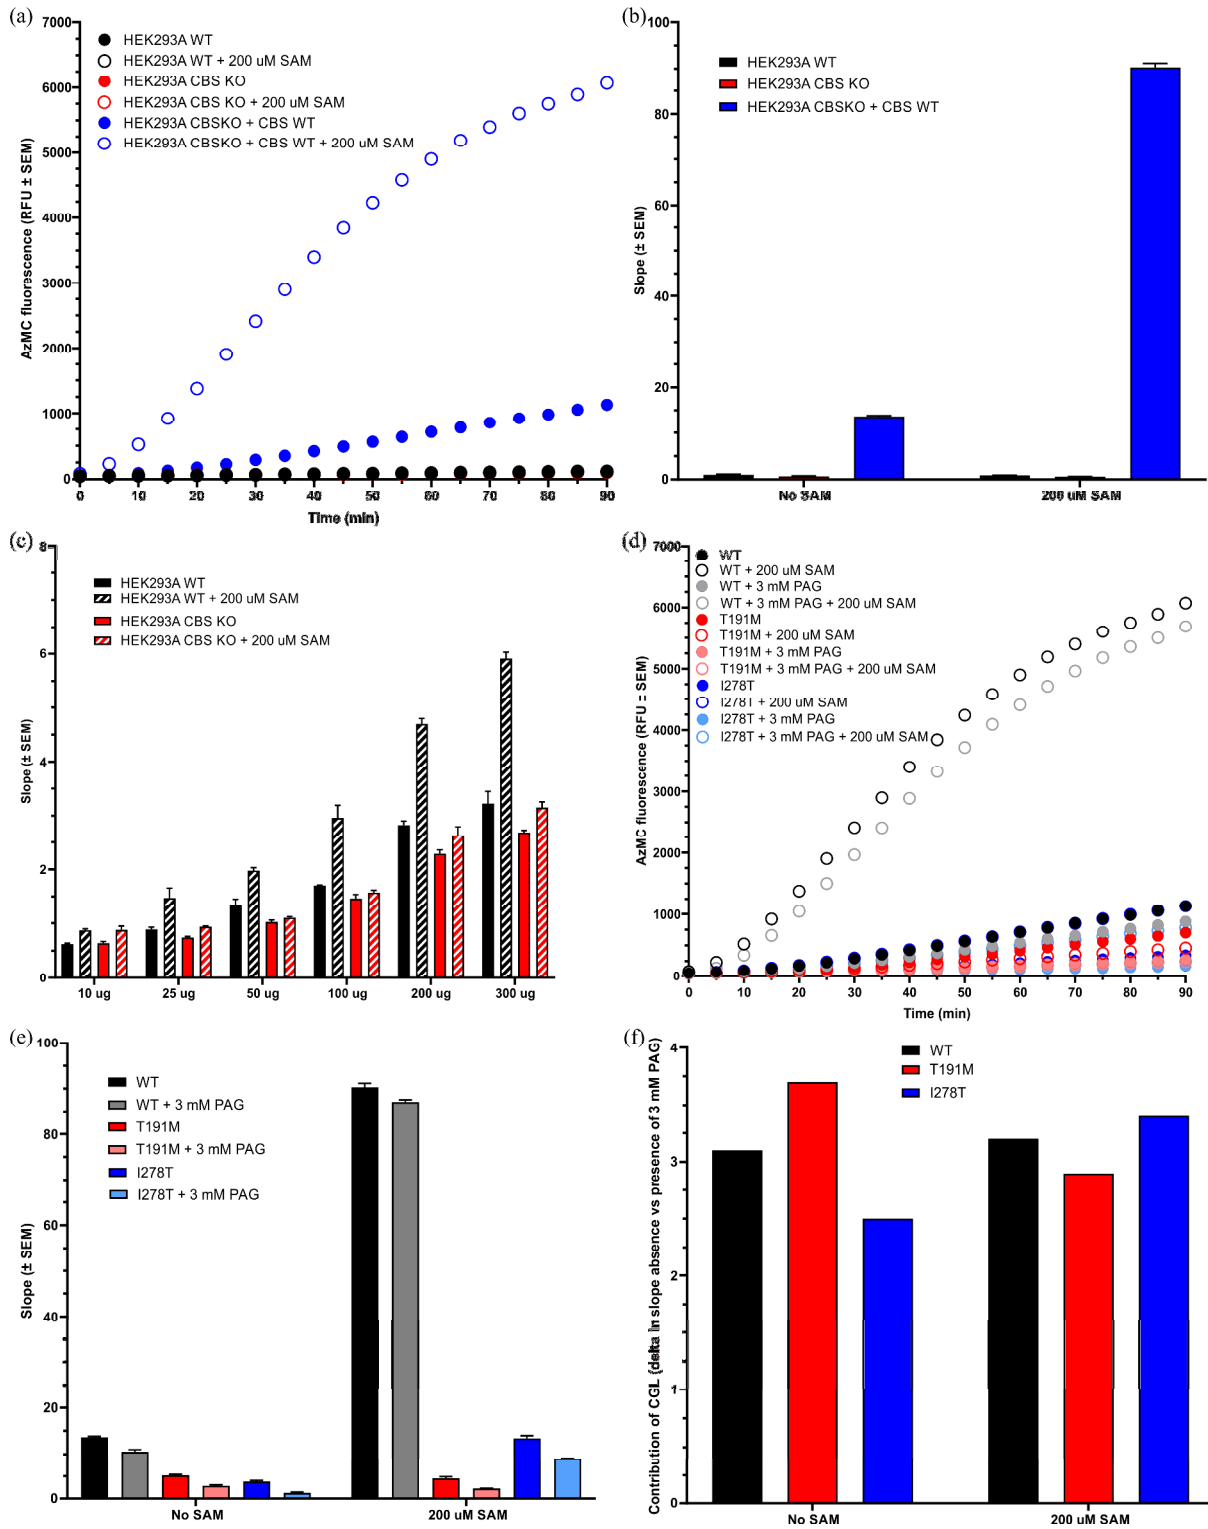 (a)
7000
6000
5000
4000
3000
2000
1000
0
AzMC fluorescence (RFU ± SEM)
HEK293A WT
HEK293A WT + 200 uM SAM
HEK293A CBS KO
HEK293A CBS KO + 200 uM SAM
HEK293A CBSKO + CBS WT
HEK293A CBSKO + CBS WT + 200 uM SAM
0 10 20 30 40 50 60 70 80 90
Time (min)
(b)
100
80
60
40
20
0
Slope (± SEM)
HEK293A WT
HEK293A CBS KO
HEK293A CBSKO + CBS WT
No SAM 200 uM SAM
(c)
8
6
4
2
0
Slope (± SEM)
HEK293A WT
HEK293A WT + 200 uM SAM
HEK293A CBS KO
HEK293A CBS KO + 200 uM SAM
10 ug 25 ug 50 ug 100 ug 200 ug 300 ug
(d)
7000
6000
5000
4000
3000
2000
1000
0
AzMC fluorescence (RFU ± SEM)
WT
WT + 200 uM SAM
WT + 3 mM PAG
WT + 3 mM PAG + 200 uM SAM
T191M
T191M + 200 uM SAM
T191M + 3 mM PAG
T191M + 3 mM PAG + 200 uM SAM
I278T
I278T + 200 uM SAM
I278T + 3 mM PAG
I278T + 3 mM PAG + 200 uM SAM
0 10 20 30 40 50 60 70 80 90
Time (min)
(e)
100
80
60
40
20
0
Slope (± SEM)
WT
WT + 3 mM PAG
T191M
T191M + 3 mM PAG
I278T
I278T + 3 mM PAG
No SAM 200 uM SAM
(f)
4
3
2
1
0
Contribution of CGL (delta in slope absence vs presence of 3 mM PAG)
WT
T191M
I278T
No SAM 200 uM SAM